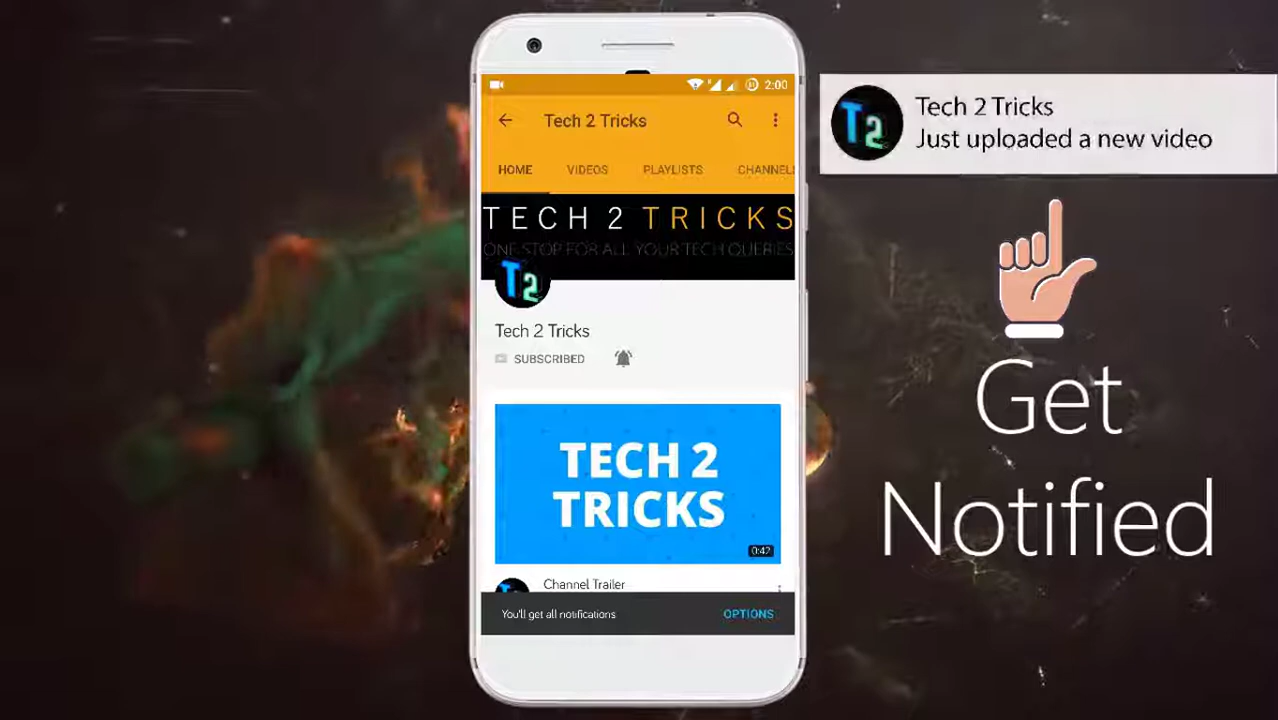 2:00
Tech 2 Tricks
HOME VIDEOS PLAYLISTS CHANNELS
TECH 2 TRICKS
ONE STOP FOR ALL YOUR TECH QUERIES
T2
Tech 2 Tricks
SUBSCRIBED
TECH 2
TRICKS
0:42
Channel Trailer
You'll get all notifications OPTIONS
T2
Tech 2 Tricks
Just uploaded a new video
Get
Notified